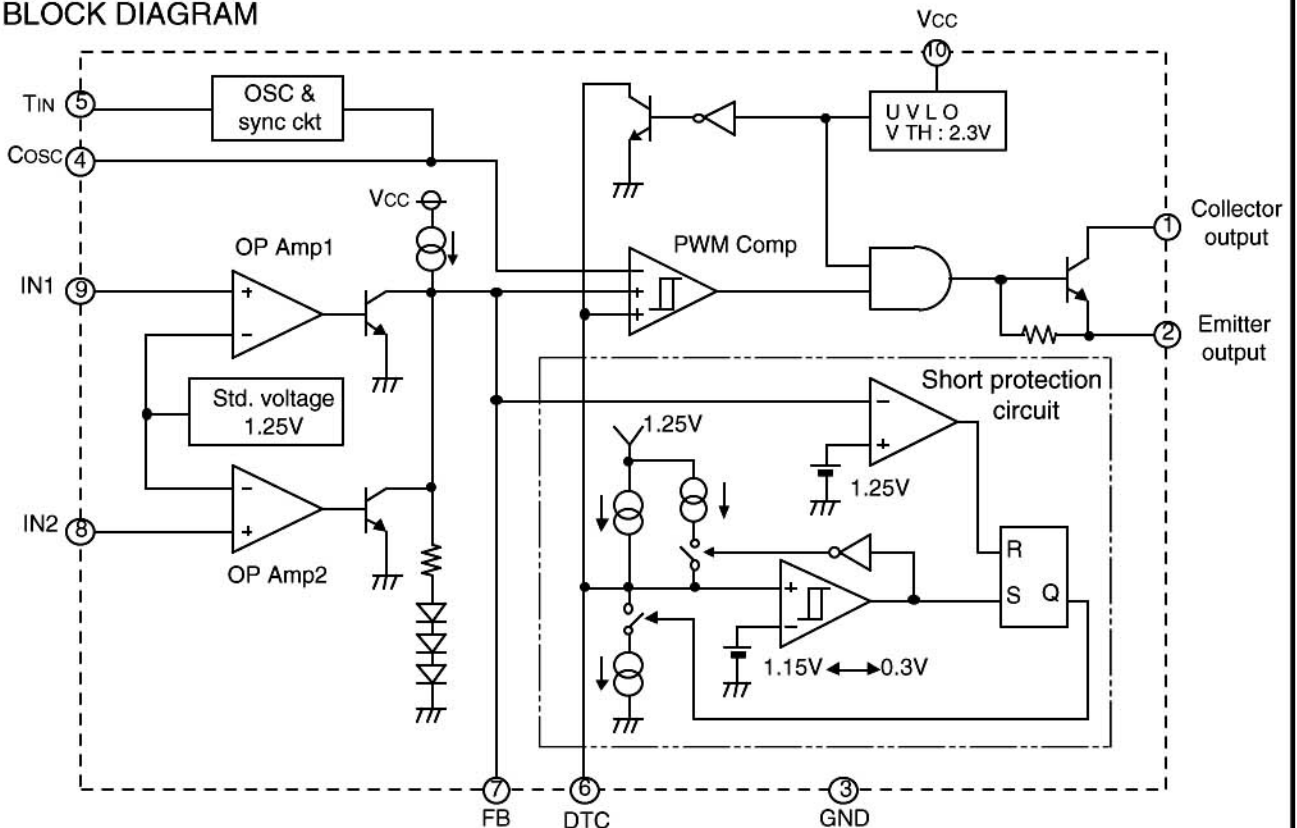 BLOCK DIAGRAM
VCC
10
TIN 5
OSC &
sync ckt
U V L O
V TH : 2.3V
COSC 4
VCC
Collector
output
1
OP Amp1
PWM Comp
IN1 9
+
−
−
+
+
Emitter
output
2
Std. voltage
1.25V
Short protection
circuit
−
+
1.25V
1.25V
IN2 8
−
+
OP Amp2
R
S Q
+
−
1.15V 0.3V
7
FB
6
DTC
3
GND